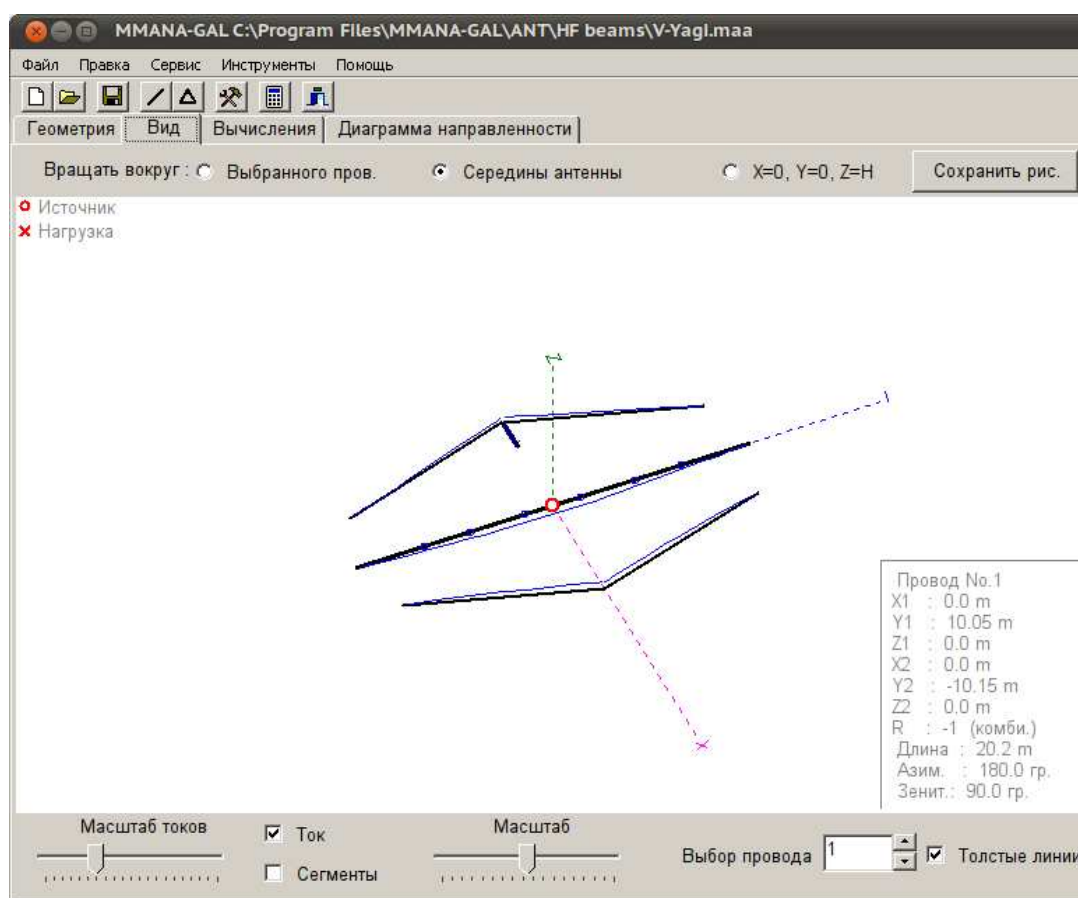 MMANA-GAL C:\Program Files\MMANA-GAL\ANT\HF beams\V-Yagi.maa
Файл Правка Сервис Инструменты Помощь
Геометрия Вид Вычисления Диаграмма направленности
Вращать вокруг : Выбранного пров. Середины антенны X=0, Y=0, Z=H Сохранить рис.
Источник
Нагрузка
Z
X
Провод No.1
X1 : 0.0 m
Y1 : 10.05 m
Z1 : 0.0 m
X2 : 0.0 m
Y2 : -10.15 m
Z2 : 0.0 m
R : -1 (комби.)
Длина : 20.2 m
Азим. : 180.0 гр.
Зенит.: 90.0 гр.
Масштаб токов Ток Масштаб
Сегменты Выбор провода 1 Толстые линии